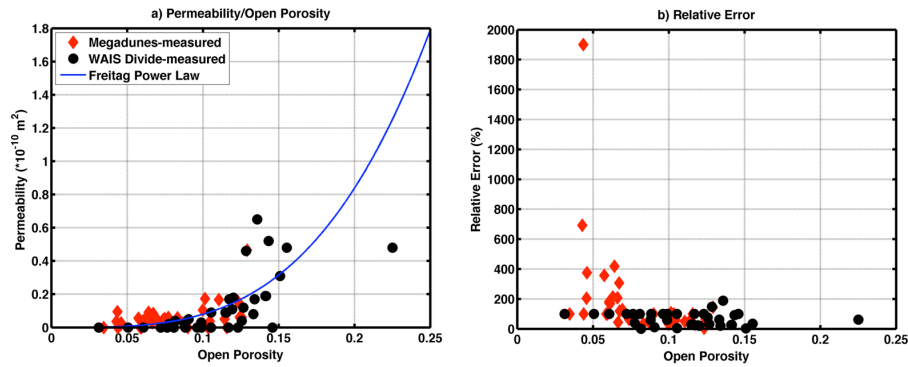 a) Permeability/Open Porosity
Megadunes-measured
WAIS Divide-measured
Freitag Power Law
Permeability (*10⁻¹⁰ m²)
1.8
1.6
1.4
1.2
1
0.8
0.6
0.4
0.2
0
0 0.05 0.1 0.15 0.2 0.25
Open Porosity
b) Relative Error
Relative Error (%)
2000
1800
1600
1400
1200
1000
800
600
400
200
0
0 0.05 0.1 0.15 0.2 0.25
Open Porosity